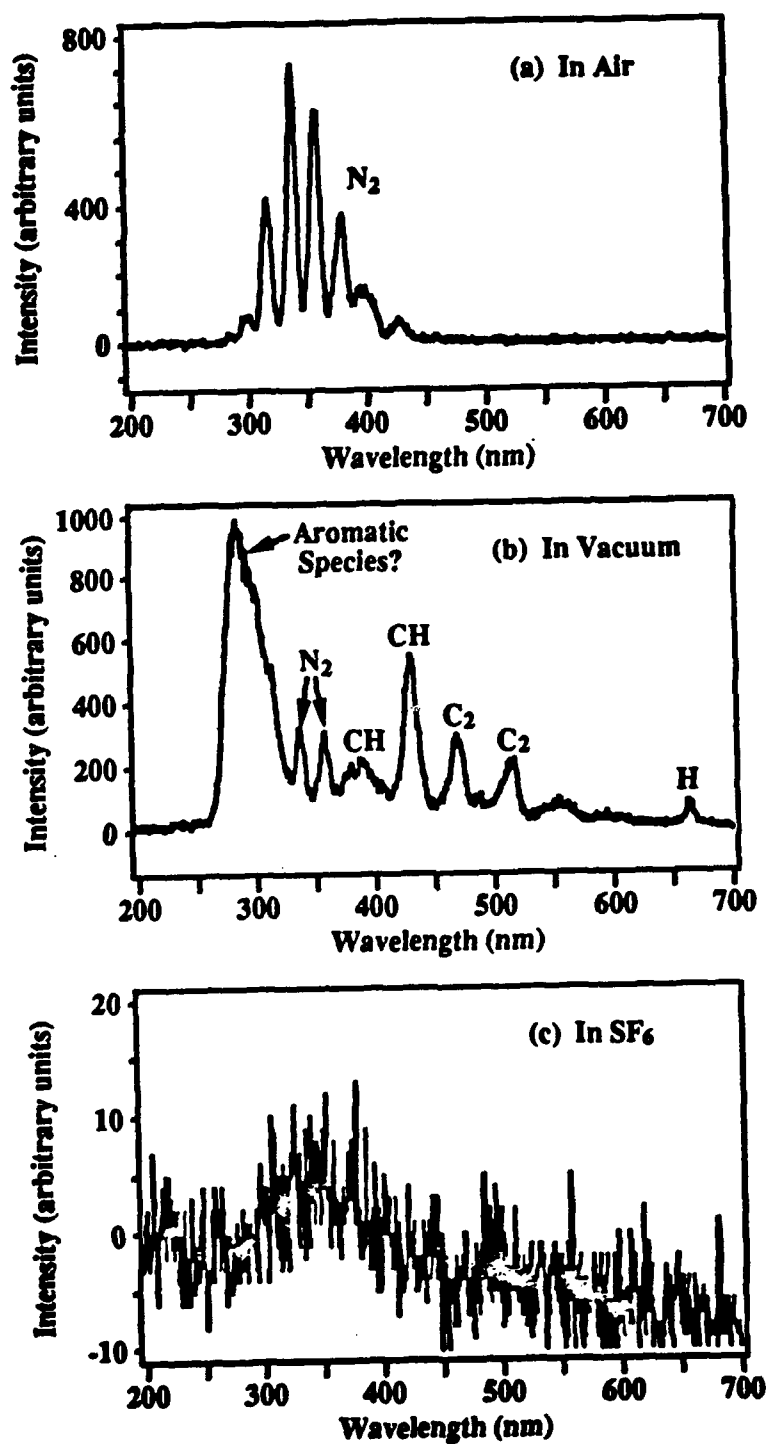 800
400
0
Intensity (arbitrary units)
(a) In Air
N₂
200 300 400 500 600 700
Wavelength (nm)
1000
800
600
400
200
0
Intensity (arbitrary units)
Aromatic
Species?
(b) In Vacuum
N₂
CH
CH
C₂
C₂
H
200 300 400 500 600 700
Wavelength (nm)
20
10
0
-10
Intensity (arbitrary units)
(c) In SF₆
200 300 400 500 600 700
Wavelength (nm)